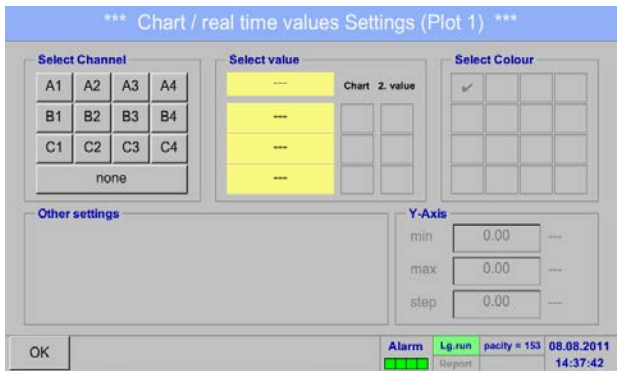 *** Chart / real time values Settings (Plot 1) ***
Select Channel
A1 A2 A3 A4
B1 B2 B3 B4
C1 C2 C3 C4
none
Select value
--- Chart 2. value
---
---
---
Select Colour
Other settings
Y-Axis
min 0.00 ---
max 0.00 ---
step 0.00 ---
OK
Alarm Lg.run pacity = 153 08.08.2011
Report 14:37:42